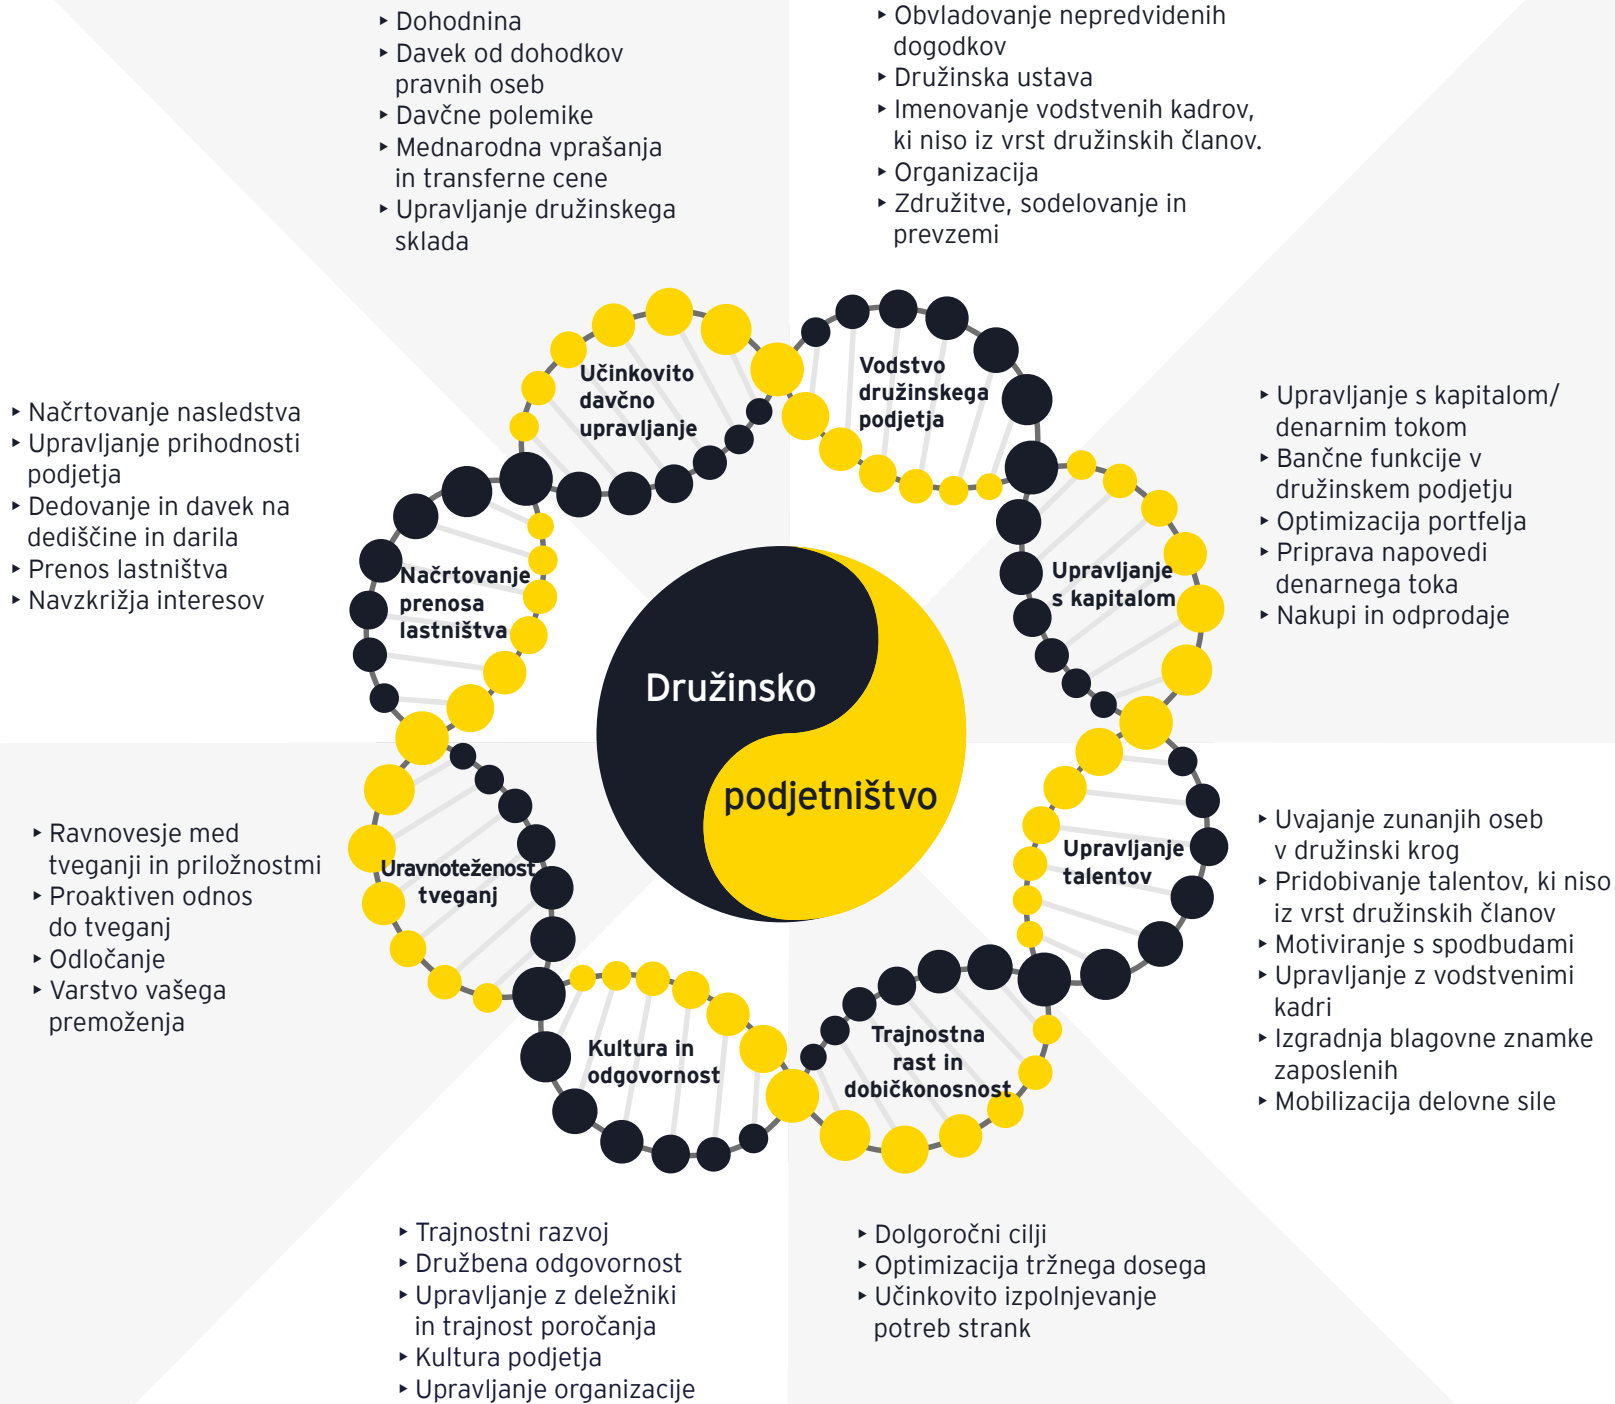 ▸ Dohodnina
▸ Davek od dohodkov
pravnih oseb
▸ Davčne polemike
▸ Mednarodna vprašanja
in transferne cene
▸ Upravljanje družinskega
sklada
▸ Obvladovanje nepredvidenih
dogodkov
▸ Družinska ustava
▸ Imenovanje vodstvenih kadrov,
ki niso iz vrst družinskih članov.
▸ Organizacija
▸ Združitve, sodelovanje in
prevzemi
Učinkovito
davčno
upravljanje
Vodstvo
družinskega
podjetja
▸ Načrtovanje nasledstva
▸ Upravljanje prihodnosti
podjetja
▸ Dedovanje in davek na
dediščine in darila
▸ Prenos lastništva
▸ Navzkrižja interesov
Načrtovanje
prenosa
lastništva
Upravljanje
s kapitalom
▸ Upravljanje s kapitalom/
denarnim tokom
▸ Bančne funkcije v
družinskem podjetju
▸ Optimizacija portfelja
▸ Priprava napovedi
denarnega toka
▸ Nakupi in odprodaje
Družinsko
podjetništvo
▸ Ravnovesje med
tveganji in priložnostmi
▸ Proaktiven odnos
do tveganj
▸ Odločanje
▸ Varstvo vašega
premoženja
Uravnoteženost
tveganj
Upravljanje
talentov
▸ Uvajanje zunanjih oseb
v družinski krog
▸ Pridobivanje talentov, ki niso
iz vrst družinskih članov
▸ Motiviranje s spodbudami
▸ Upravljanje z vodstvenimi
kadri
▸ Izgradnja blagovne znamke
zaposlenih
▸ Mobilizacija delovne sile
Kultura in
odgovornost
Trajnostna
rast in
dobičkonosnost
▸ Trajnostni razvoj
▸ Družbena odgovornost
▸ Upravljanje z deležniki
in trajnost poročanja
▸ Kultura podjetja
▸ Upravljanje organizacije
▸ Dolgoročni cilji
▸ Optimizacija tržnega dosega
▸ Učinkovito izpolnjevanje
potreb strank